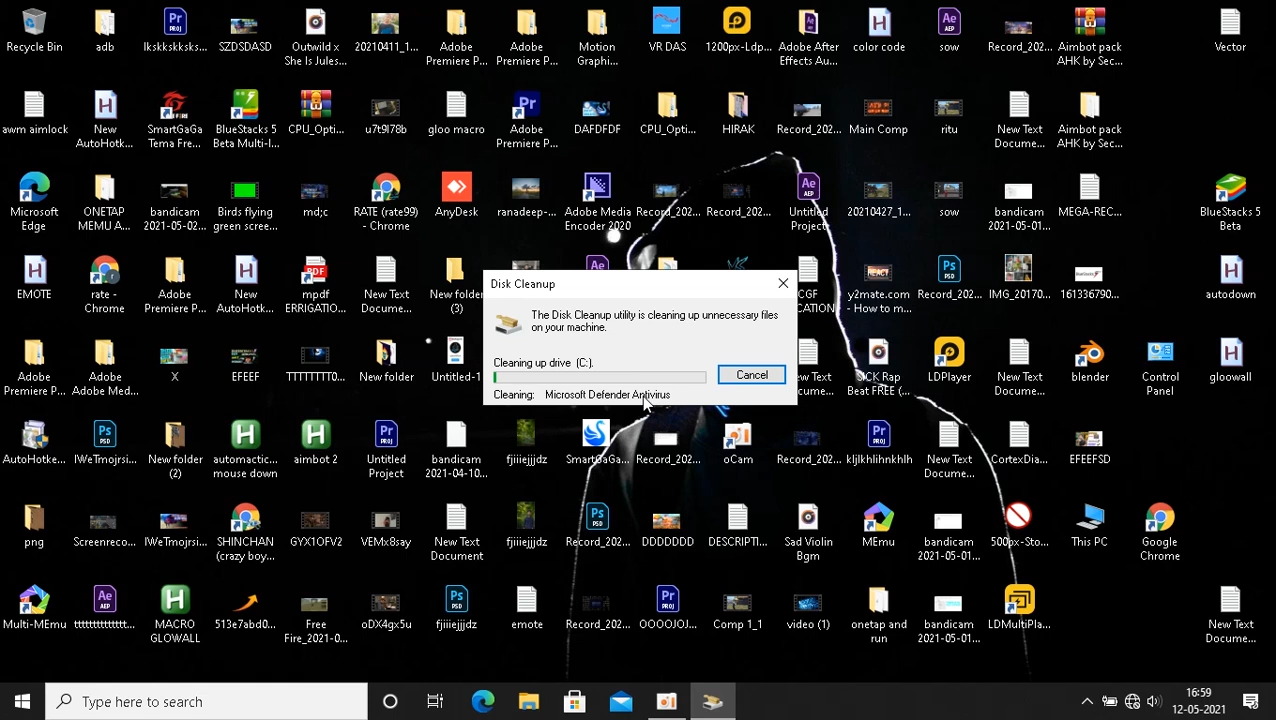 Recycle Bin
adb
lkskkskksks...
SZDSDASD
Outwild x
She Is Jules...
20210411_1...
Adobe
Premiere P...
Adobe
Premiere P...
Motion
Graphi...
VR DAS
1200px-Ldp...
Adobe After
Effects Au...
color code
sow
Record_202...
Aimbot pack
AHK by Sec...
Vector
awm aimlock
New
AutoHotk...
SmartGaGa
Tema Fre...
BlueStacks 5
Beta Multi-I...
CPU_Opti...
u7t9l78b
gloo macro
Adobe
Premiere P...
DAFDFDF
CPU_Opti...
HIRAK
Record_202...
Main Comp
ritu
New Text
Docume...
Aimbot pack
AHK by Sec...
Microsoft
Edge
ONETAP
MEMU A...
bandicam
2021-05-02...
Birds flying
green scree...
md;c
RATE (rate99)
- Chrome
AnyDesk
ranadeep-...
Adobe Media
Encoder 2020
Record_202...
Record_202...
Untitled
Project
20210427_1...
sow
bandicam
2021-05-01...
MEGA-REC...
BlueStacks 5
Beta
EMOTE
rate -
Chrome
Adobe
Premiere P...
New
AutoHotk...
mpdf
ERRIGATIO...
New Text
Docume...
New folder
(3)
y2mate.com
- How to m...
Record_202...
IMG_20170...
161336790...
autodown
Disk Cleanup
The Disk Cleanup utility is cleaning up unnecessary files
on your machine.
Cleaning up drive (C:).
Cancel
Cleaning: Microsoft Defender Antivirus
Adobe
Premiere P...
Adobe
Adobe Med...
X
EFEEF
TTTTTTTT0...
New folder
Untitled-1
New Text
Docume...
SICK Rap
Beat FREE (...
LDPlayer
New Text
Docume...
blender
Control
Panel
gloowall
AutoHotke...
IWeTmojrsi...
New folder
(2)
automactic...
mouse down
aimbot 2
Untitled
Project
bandicam
2021-04-10...
fjiiiejjjdz
SmartGaGa...
Record_202...
oCam
Record_202...
kljlkhlihnkhlh
New Text
Docume...
CortexDia...
EFEEFSD
png
Screenreco...
IWeTmojrsi...
SHINCHAN
(crazy boy...
GYX1OFV2
VEMx8say
New Text
Document
fjiiiejjjdz
Record_202...
DDDDDDD
DESCRIPTI...
Sad Violin
Bgm
MEmu
bandicam
2021-05-01...
500px-Sto...
This PC
Google
Chrome
Multi-MEmu
MACRO
GLOWALL
513e7abd0...
Free
Fire_2021-0...
oDX4gx5u
fjiiiejjjdz
emote
Record_202...
OOOOJOJ...
Comp 1_1
video (1)
onetap and
run
bandicam
2021-05-01...
LDMultiPla...
New Text
Docume...
Type here to search
16:59
12-05-2021